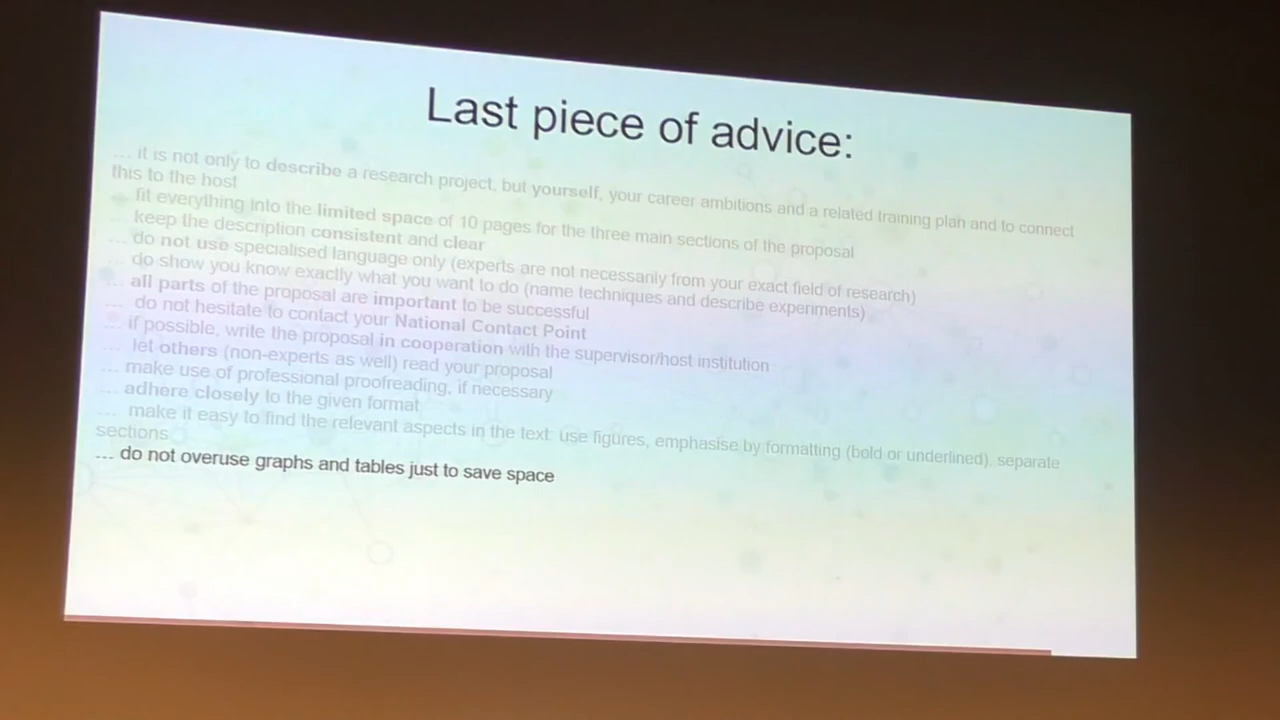 Last piece of advice:
... it is not only to describe a research project, but yourself, your career ambitions and a related training plan and to connect
this to the host
... fit everything into the limited space of 10 pages for the three main sections of the proposal
... keep the description consistent and clear
... do not use specialised language only (experts are not necessarily from your exact field of research)
... do show you know exactly what you want to do (name techniques and describe experiments)
... all parts of the proposal are important to be successful
... do not hesitate to contact your National Contact Point
... if possible, write the proposal in cooperation with the supervisor/host institution
... let others (non-experts as well) read your proposal
... make use of professional proofreading, if necessary
... adhere closely to the given format
... make it easy to find the relevant aspects in the text: use figures, emphasise by formatting (bold or underlined), separate
sections
... do not overuse graphs and tables just to save space